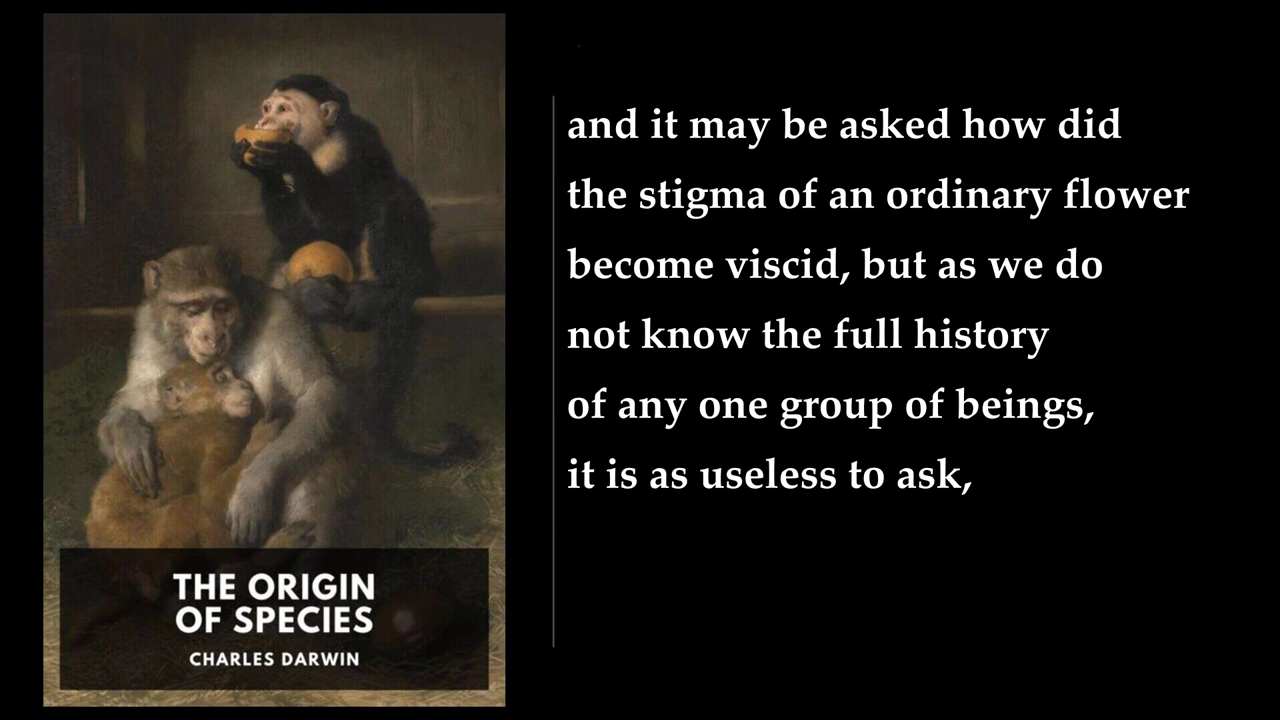 THE ORIGIN
OF SPECIES
CHARLES DARWIN
and it may be asked how did
the stigma of an ordinary flower
become viscid, but as we do
not know the full history
of any one group of beings,
it is as useless to ask,